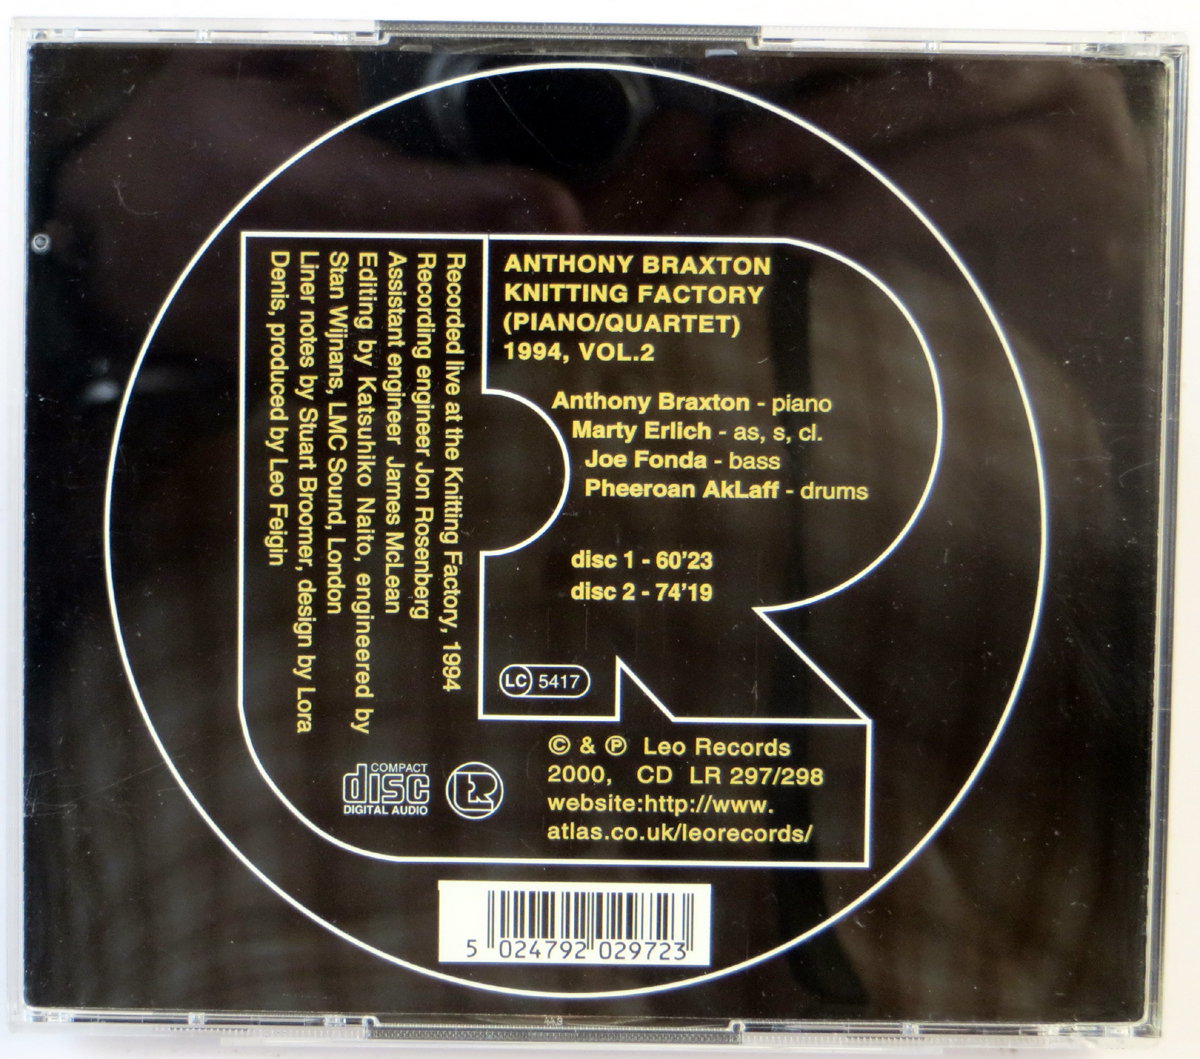 ANTHONY BRAXTON
KNITTING FACTORY
(PIANO/QUARTET)
1994, VOL.2
Anthony Braxton - piano
Marty Erlich - as, s, cl.
Joe Fonda - bass
Pheeroan AkLaff - drums
disc 1 - 60'23
disc 2 - 74'19
LC 5417
Recorded live at the Knitting Factory, 1994
Recording engineer Jon Rosenberg
Assistant engineer James McLean
Editing by Katsuhiko Naito, engineered by
Stan Wijnans, LMC Sound, London
Liner notes by Stuart Broomer, design by Lora
Denis, produced by Leo Feigin
COMPACT
disc
DIGITAL AUDIO
LR
© & ℗ Leo Records
2000, CD LR 297/298
website:http://www.
atlas.co.uk/leorecords/
5 024792 029723